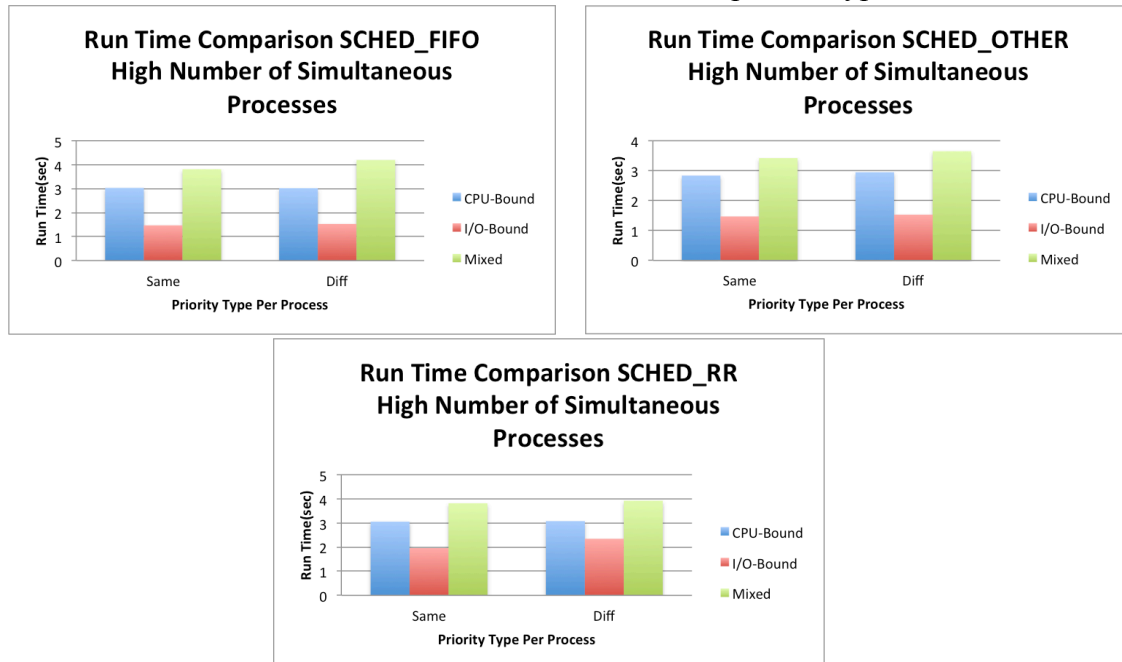 Run Time Comparison SCHED_FIFO
High Number of Simultaneous
Processes
5
4
3
2
1
0
Run Time(sec)
Same
Diff
Priority Type Per Process
CPU-Bound
I/O-Bound
Mixed
Run Time Comparison SCHED_OTHER
High Number of Simultaneous
Processes
4
3
2
1
0
Run Time(sec)
Same
Diff
Priority Type Per Process
CPU-Bound
I/O-Bound
Mixed
Run Time Comparison SCHED_RR
High Number of Simultaneous
Processes
5
4
3
2
1
0
Run Time(sec)
Same
Diff
Priority Type Per Process
CPU-Bound
I/O-Bound
Mixed